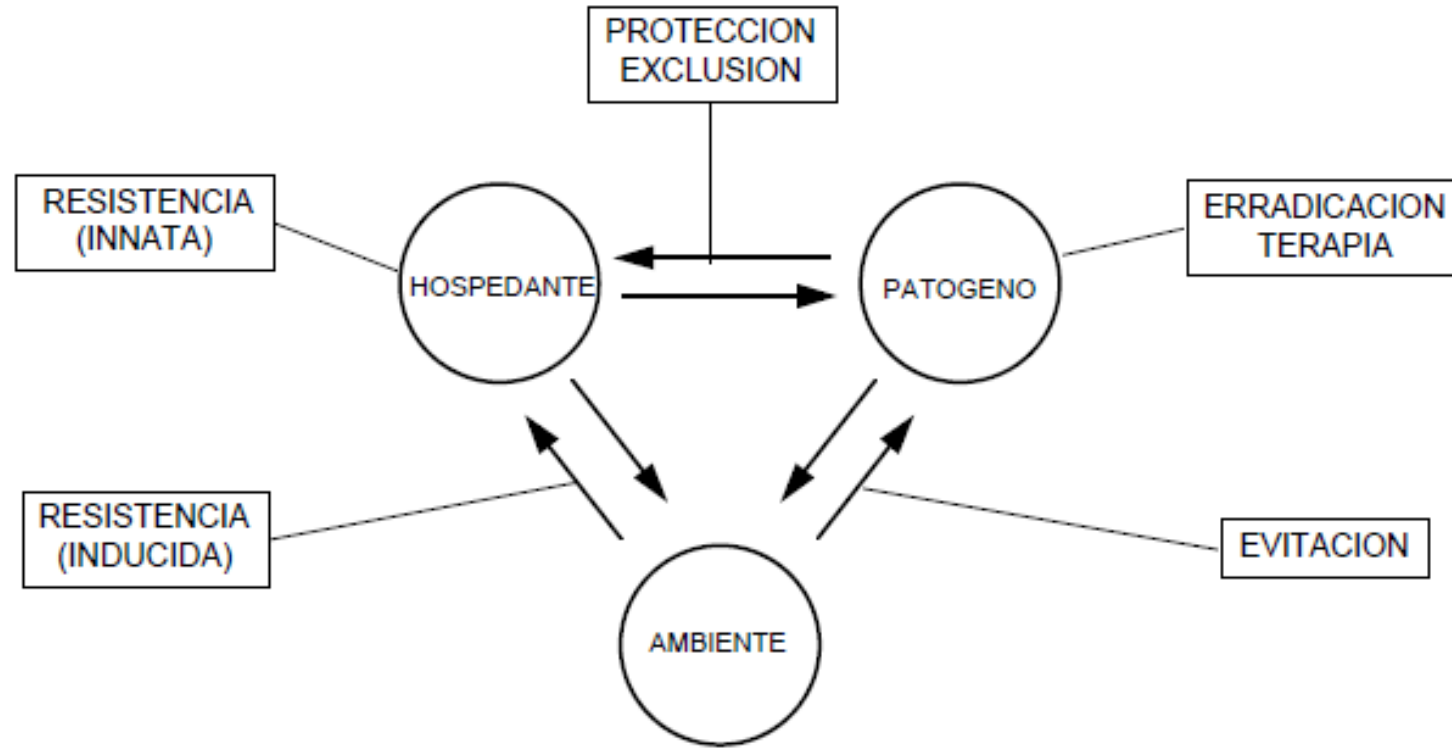 PROTECCION
EXCLUSION
RESISTENCIA
(INNATA)
ERRADICACION
TERAPIA
HOSPEDANTE
PATOGENO
RESISTENCIA
(INDUCIDA)
EVITACION
AMBIENTE